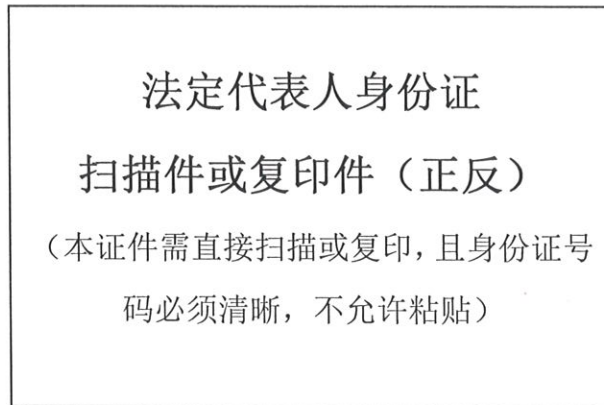 法定代表人身份证
扫描件或复印件（正反）
（本证件需直接扫描或复印，且身份证号
码必须清晰，不允许粘贴）